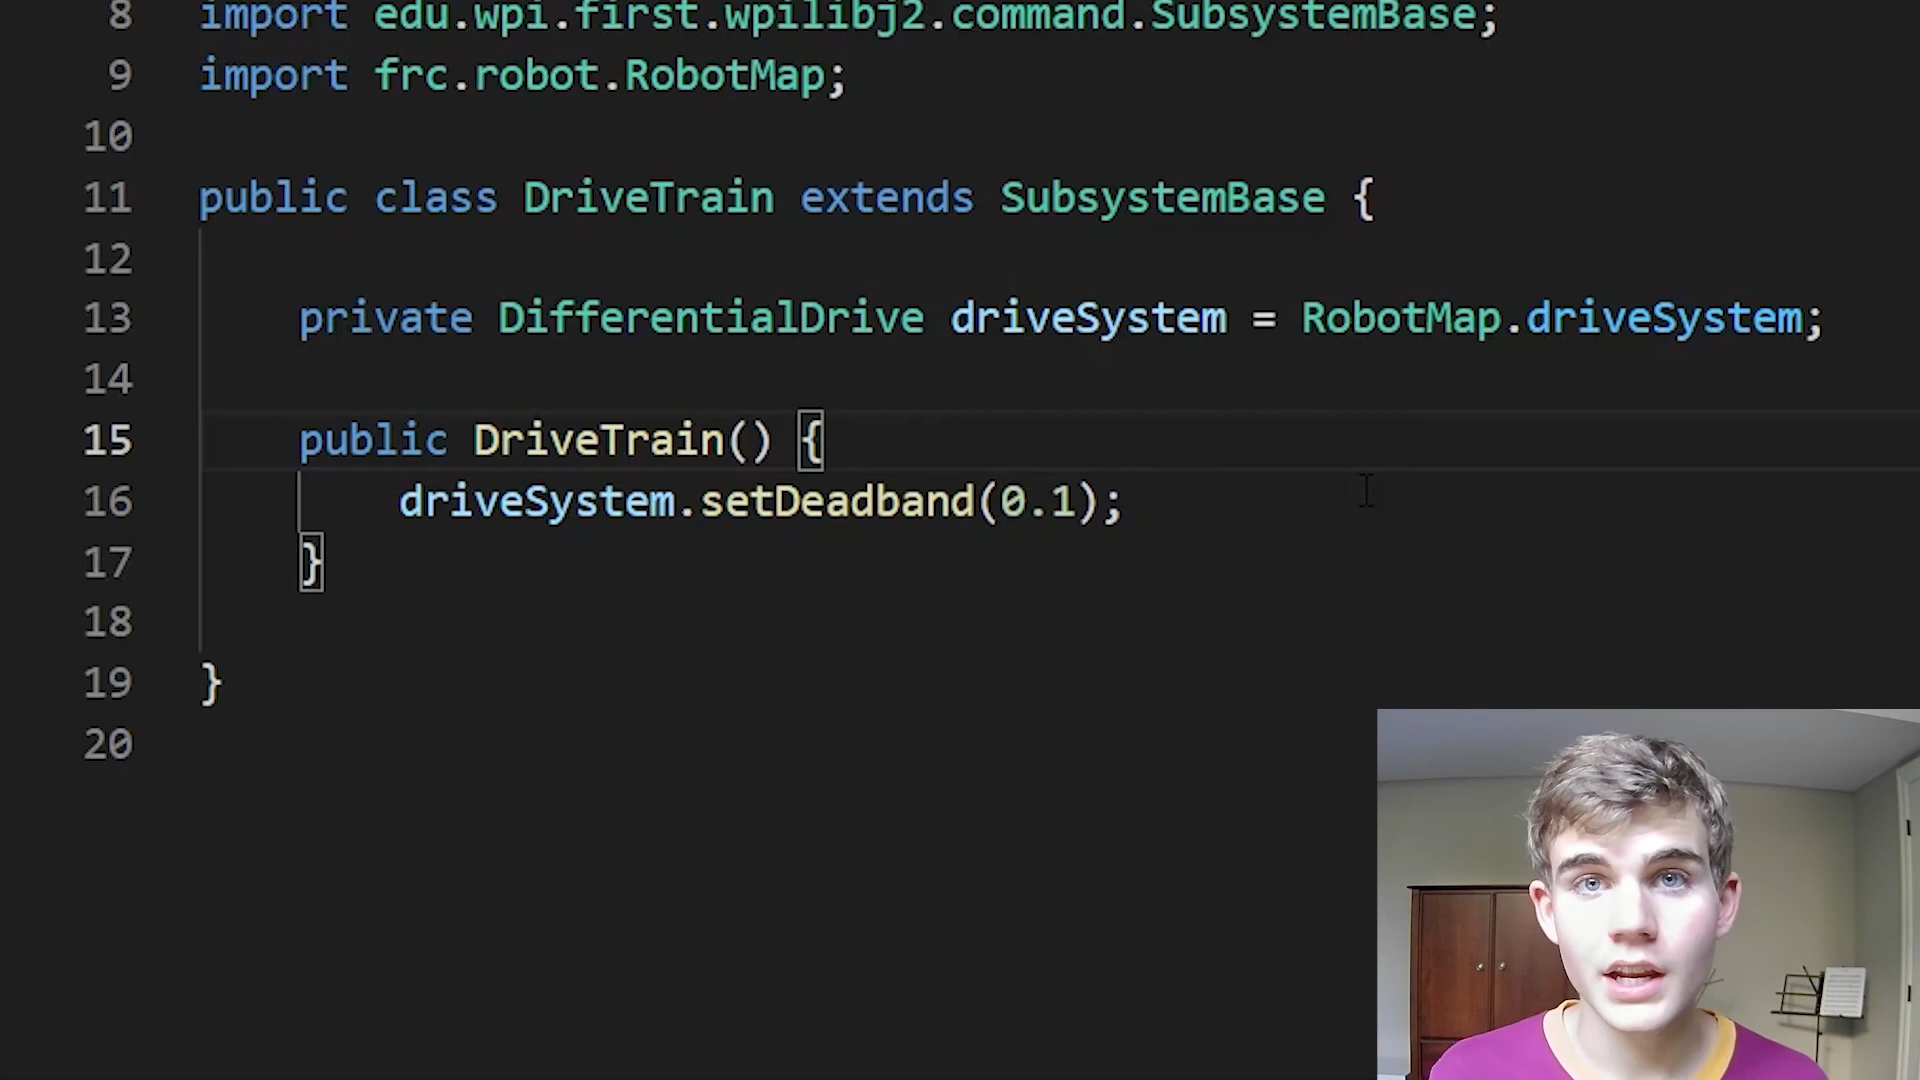 8 import edu.wpi.first.wpilibj2.command.SubsystemBase;
9 import frc.robot.RobotMap;
10
11 public class DriveTrain extends SubsystemBase {
12
13 private DifferentialDrive driveSystem = RobotMap.driveSystem;
14
15 public DriveTrain() {
16 driveSystem.setDeadband(0.1);
17 }
18
19 }
20